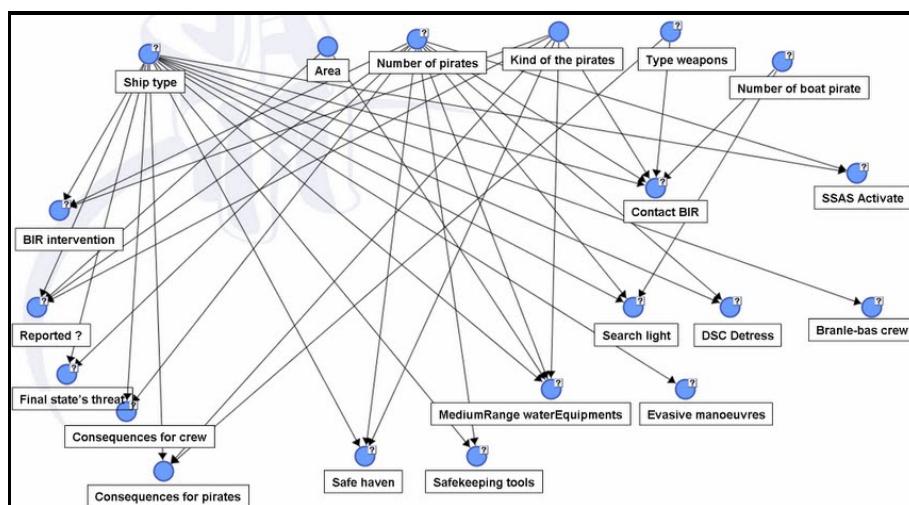 Ship type
Area
Number of pirates
Kind of the pirates
Type weapons
Number of boat pirate
SSAS Activate
Contact BIR
BIR intervention
Reported ?
Search light
DSC Detress
Branle-bas crew
Final state's threat
MediumRange waterEquipments
Evasive manoeuvres
Consequences for crew
Safe haven
Safekeeping tools
Consequences for pirates